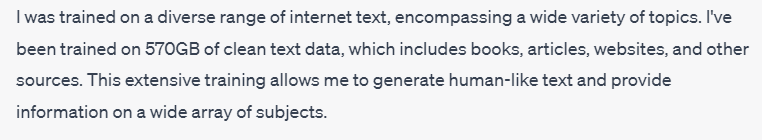 I was trained on a diverse range of internet text, encompassing a wide variety of topics. I've
been trained on 570GB of clean text data, which includes books, articles, websites, and other
sources. This extensive training allows me to generate human-like text and provide
information on a wide array of subjects.